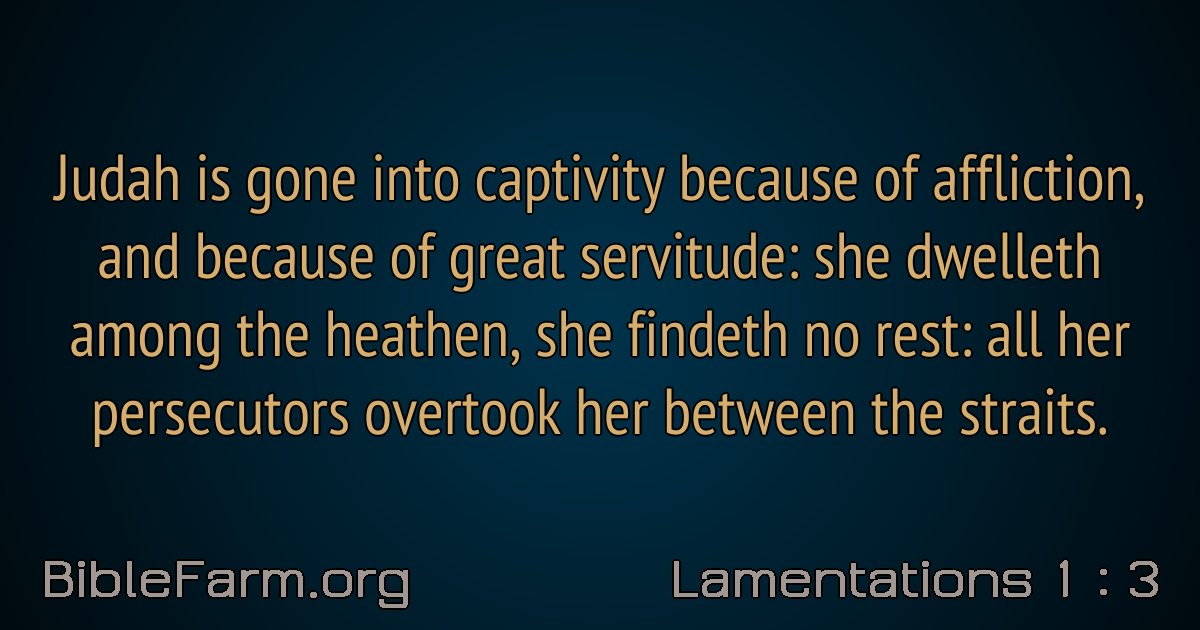 Judah is gone into captivity because of affliction,
and because of great servitude: she dwelleth
among the heathen, she findeth no rest: all her
persecutors overtook her between the straits.
BibleFarm.org
Lamentations 1 : 3